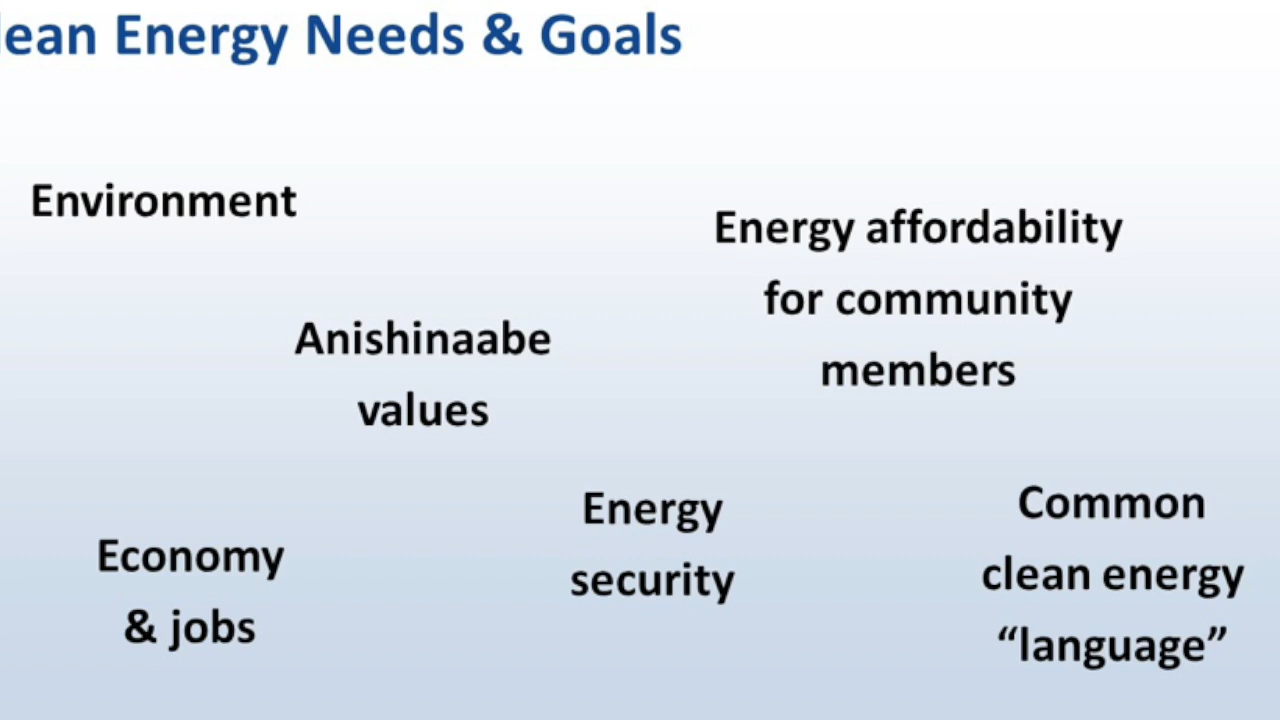 lean Energy Needs & Goals
Environment
Energy affordability
for community
members
Anishinaabe
values
Energy
security
Common
clean energy
“language”
Economy
& jobs